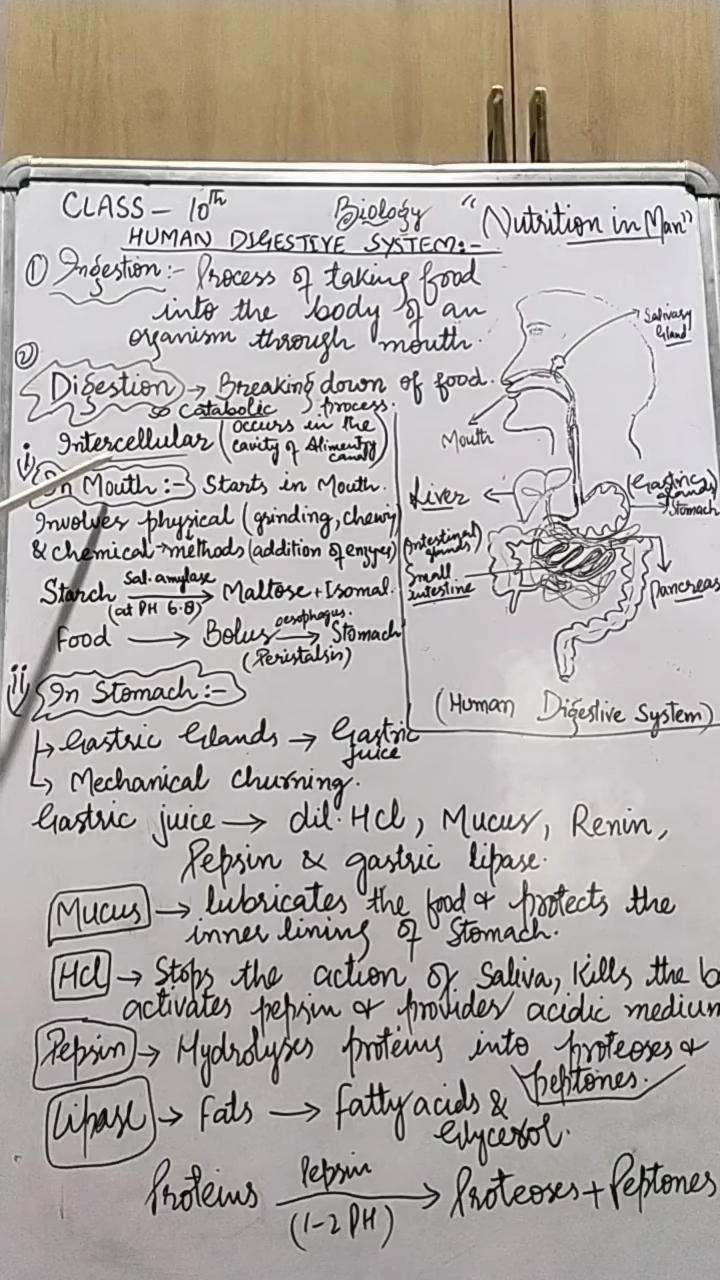 CLASS - 10th Biology "Nutrition in Man"
HUMAN DIGESTIVE SYSTEM:-
① Ingestion:- Process of taking food
into the body of an
organism through mouth.
②
Digestion → Breaking down of food.
so catabolic process.
i Intercellular (occurs in the
cavity of Alimentry
canal)
In Mouth:- Starts in Mouth.
Involves physical (grinding, chewing
& chemical → methods (addition of enzymes)
Starch Sal. amylase → Maltose + Isomal.
(at PH 6.8)
Food → Bolus oesophagus. → Stomach
(Peristalsis)
Salivary
Gland
Mouth
Liver
(Gastric
glands)
Stomach
(Intestinal
glands)
Small
intestine
Pancreas
(Human Digestive System)
ii In Stomach:-
→ Gastric Glands → Gastric
Juice
→ Mechanical churning.
Gastric juice → dil. Hcl, Mucus, Renin,
Pepsin & gastric lipase.
Mucus → lubricates the food & protects the
inner lining of Stomach.
Hcl → Stops the action of Saliva, kills the b
activates pepsin & provides acidic medium
Pepsin → Hydrolyses proteins into proteoses &
peptones.
Lipase → Fats → Fatty acids &
Glycerol.
Proteins Pepsin → Proteoses + Peptones
(1-2 PH)